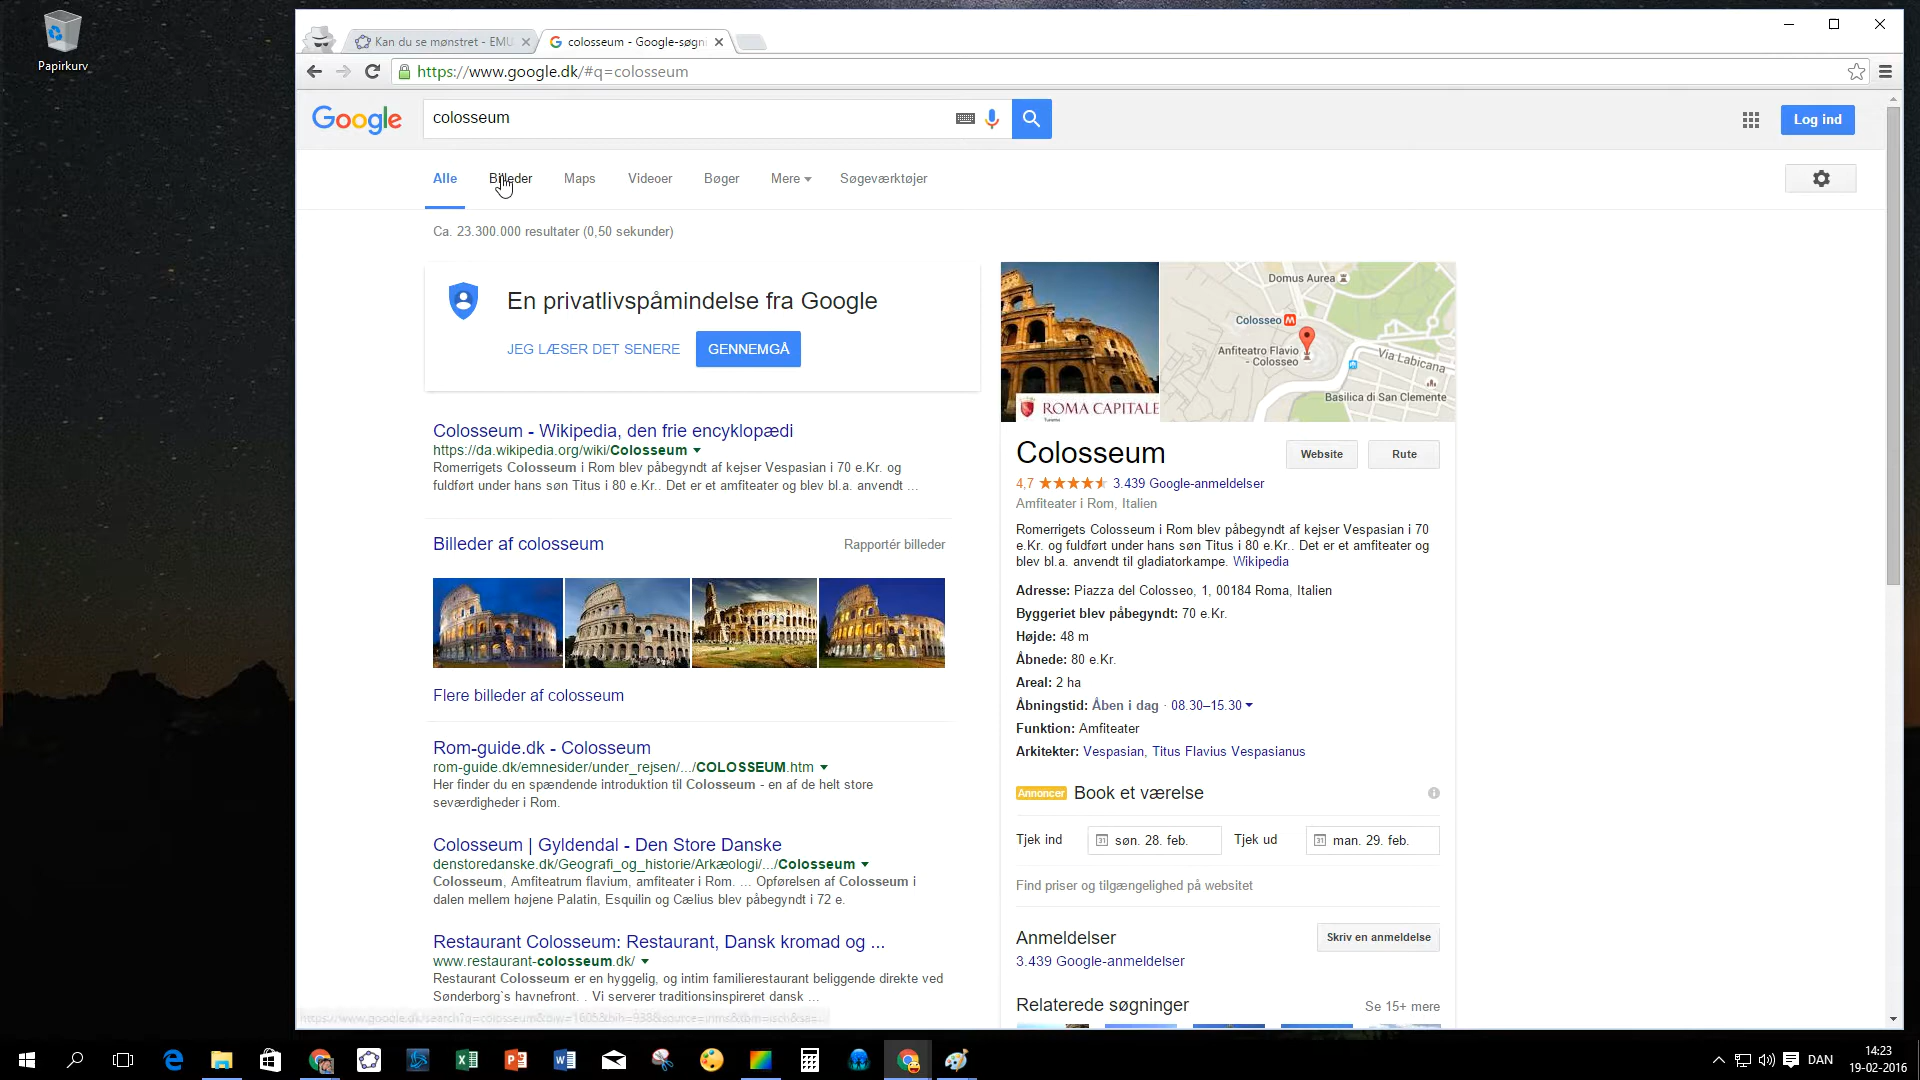 Papirkurv
Kan du se mønstret - EMU
colosseum - Google-søgni
https://www.google.dk/#q=colosseum
Google
colosseum
Log ind
Alle Billeder Maps Videoer Bøger Mere Søgeværktøjer
Ca. 23.300.000 resultater (0,50 sekunder)
En privatlivspåmindelse fra Google
JEG LÆSER DET SENERE GENNEMGÅ
Colosseum - Wikipedia, den frie encyklopædi
https://da.wikipedia.org/wiki/Colosseum
Romerrigets Colosseum i Rom blev påbegyndt af kejser Vespasian i 70 e.Kr. og
fuldført under hans søn Titus i 80 e.Kr.. Det er et amfiteater og blev bl.a. anvendt ...
Billeder af colosseum Rapportér billeder
Flere billeder af colosseum
Rom-guide.dk - Colosseum
rom-guide.dk/emnesider/under_rejsen/.../COLOSSEUM.htm
Her finder du en spændende introduktion til Colosseum - en af de helt store
seværdigheder i Rom.
Colosseum | Gyldendal - Den Store Danske
denstoredanske.dk/Geografi_og_historie/Arkæologi/.../Colosseum
Colosseum, Amfiteatrum flavium, amfiteater i Rom. ... Opførelsen af Colosseum i
dalen mellem højene Palatin, Esquilin og Cælius blev påbegyndt i 72 e.
Restaurant Colosseum: Restaurant, Dansk kromad og ...
www.restaurant-colosseum.dk/
Restaurant Colosseum er en hyggelig, og intim familierestaurant beliggende direkte ved
Sønderborg`s havnefront. . Vi serverer traditionsinspireret dansk ...
Domus Aurea
Colosseo
Anfiteatro Flavio
- Colosseo
Via Labicana
Basilica di San Clemente
ROMA CAPITALE
Colosseum
Website Rute
4,7 3.439 Google-anmeldelser
Amfiteater i Rom, Italien
Romerrigets Colosseum i Rom blev påbegyndt af kejser Vespasian i 70
e.Kr. og fuldført under hans søn Titus i 80 e.Kr.. Det er et amfiteater og
blev bl.a. anvendt til gladiatorkampe. Wikipedia
Adresse: Piazza del Colosseo, 1, 00184 Roma, Italien
Byggeriet blev påbegyndt: 70 e.Kr.
Højde: 48 m
Åbnede: 80 e.Kr.
Areal: 2 ha
Åbningstid: Åben i dag · 08.30–15.30
Funktion: Amfiteater
Arkitekter: Vespasian, Titus Flavius Vespasianus
Annoncer Book et værelse
Tjek ind søn. 28. feb. Tjek ud man. 29. feb.
Find priser og tilgængelighed på websitet
Anmeldelser
Skriv en anmeldelse
3.439 Google-anmeldelser
Relaterede søgninger Se 15+ mere
DAN
14:23
19-02-2016